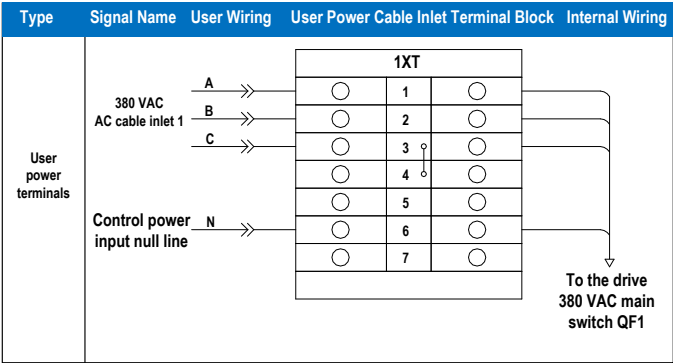 Type Signal Name User Wiring User Power Cable Inlet Terminal Block Internal Wiring
1XT
A
1
380 VAC
AC cable inlet 1
B
2
C
3
User
power
terminals
4
5
Control power
input null line
N
6
7
To the drive
380 VAC main
switch QF1